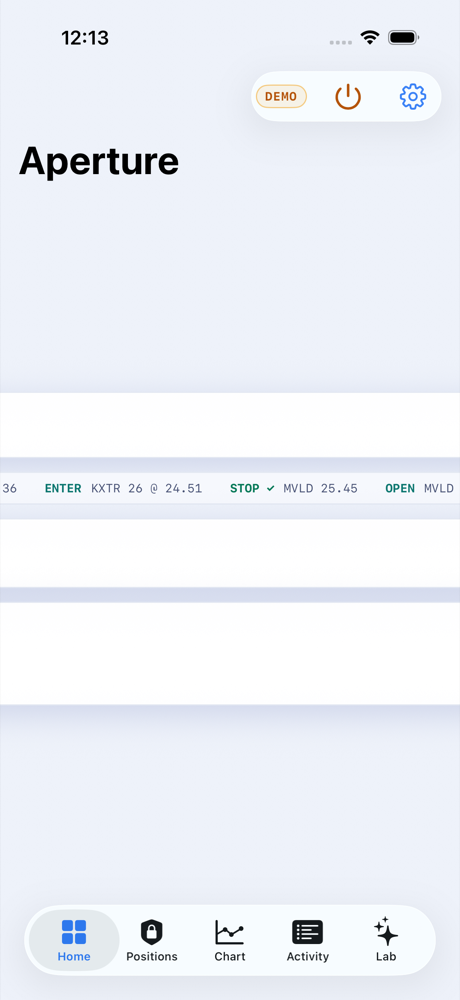 12:13
DEMO
Aperture
36 ENTER KXTR 26 @ 24.51 STOP ✓ MVLD 25.45 OPEN MVLD
Home Positions Chart Activity Lab